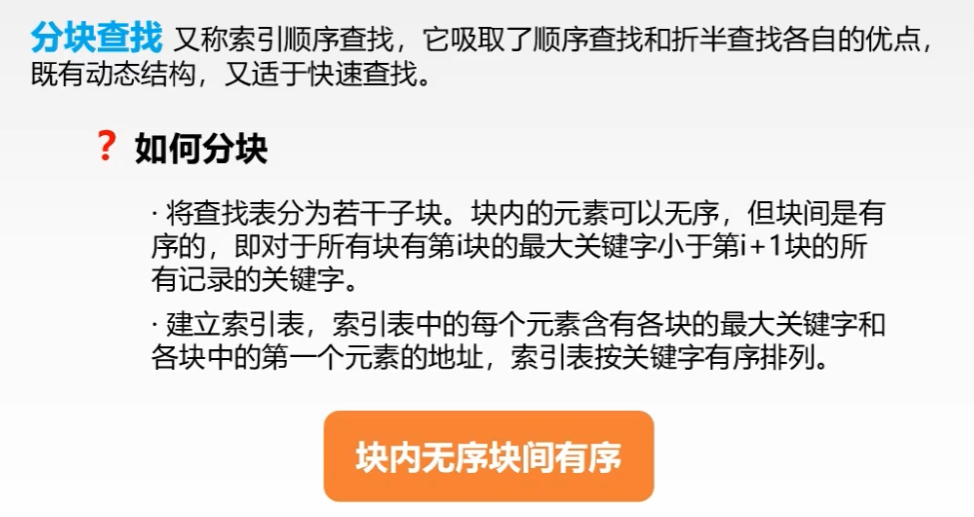 分块查找 又称索引顺序查找，它吸取了顺序查找和折半查找各自的优点，
既有动态结构，又适于快速查找。
? 如何分块
· 将查找表分为若干子块。块内的元素可以无序，但块间是有
序的，即对于所有块有第i块的最大关键字小于第i+1块的所
有记录的关键字。
· 建立索引表，索引表中的每个元素含有各块的最大关键字和
各块中的第一个元素的地址，索引表按关键字有序排列。
块内无序块间有序